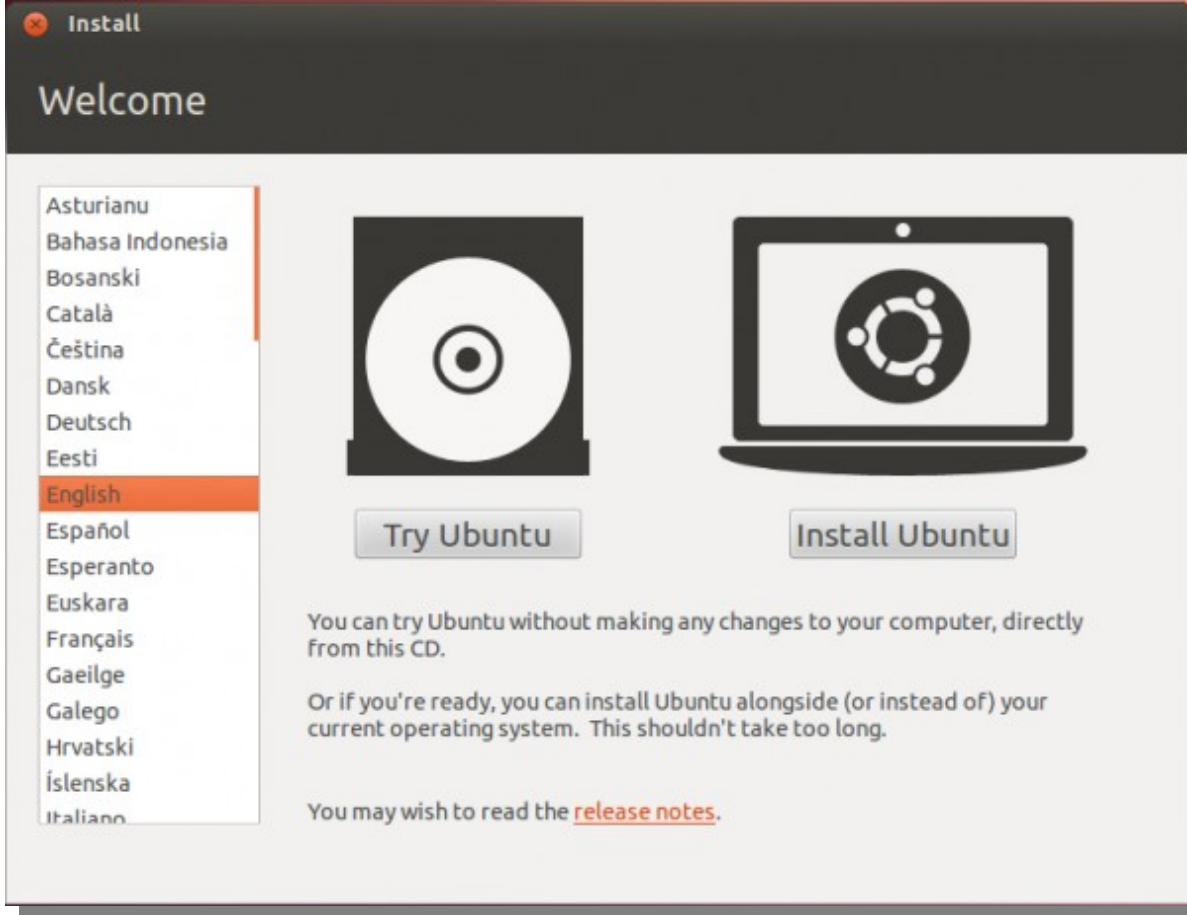 Install
Welcome
Asturianu
Bahasa Indonesia
Bosanski
Català
Čeština
Dansk
Deutsch
Eesti
English
Español
Esperanto
Euskara
Français
Gaeilge
Galego
Hrvatski
Íslenska
Italiano
Try Ubuntu
Install Ubuntu
You can try Ubuntu without making any changes to your computer, directly
from this CD.
Or if you're ready, you can install Ubuntu alongside (or instead of) your
current operating system. This shouldn't take too long.
You may wish to read the release notes.